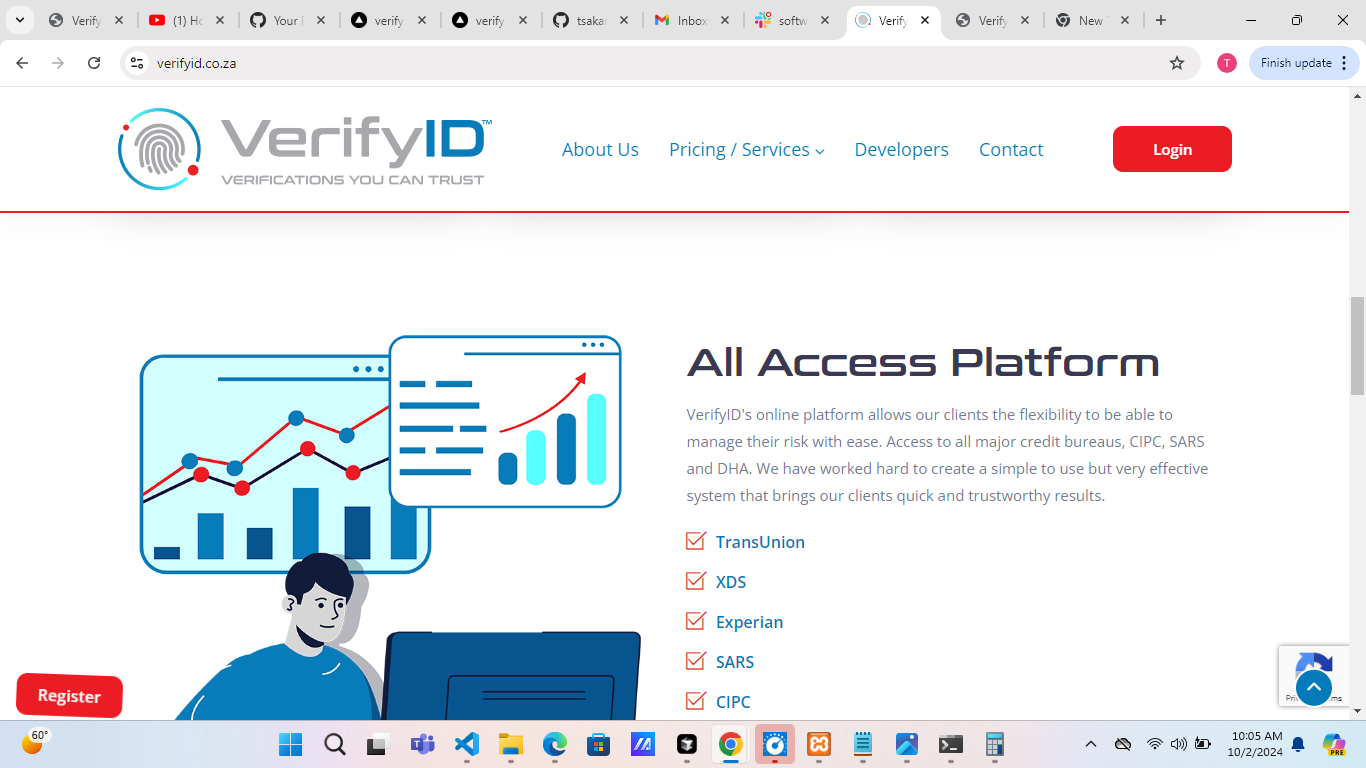 Verify
(1) Ho
Your
verify
verify
tsakar
Inbox
softw
Verify
Verify
New
verifyid.co.za
T
Finish update
VerifyID™
VERIFICATIONS YOU CAN TRUST
About Us
Pricing / Services
Developers
Contact
Login
All Access Platform
VerifyID's online platform allows our clients the flexibility to be able to
manage their risk with ease. Access to all major credit bureaus, CIPC, SARS
and DHA. We have worked hard to create a simple to use but very effective
system that brings our clients quick and trustworthy results.
TransUnion
XDS
Experian
SARS
CIPC
Register
60°
10:05 AM
10/2/2024
PRE